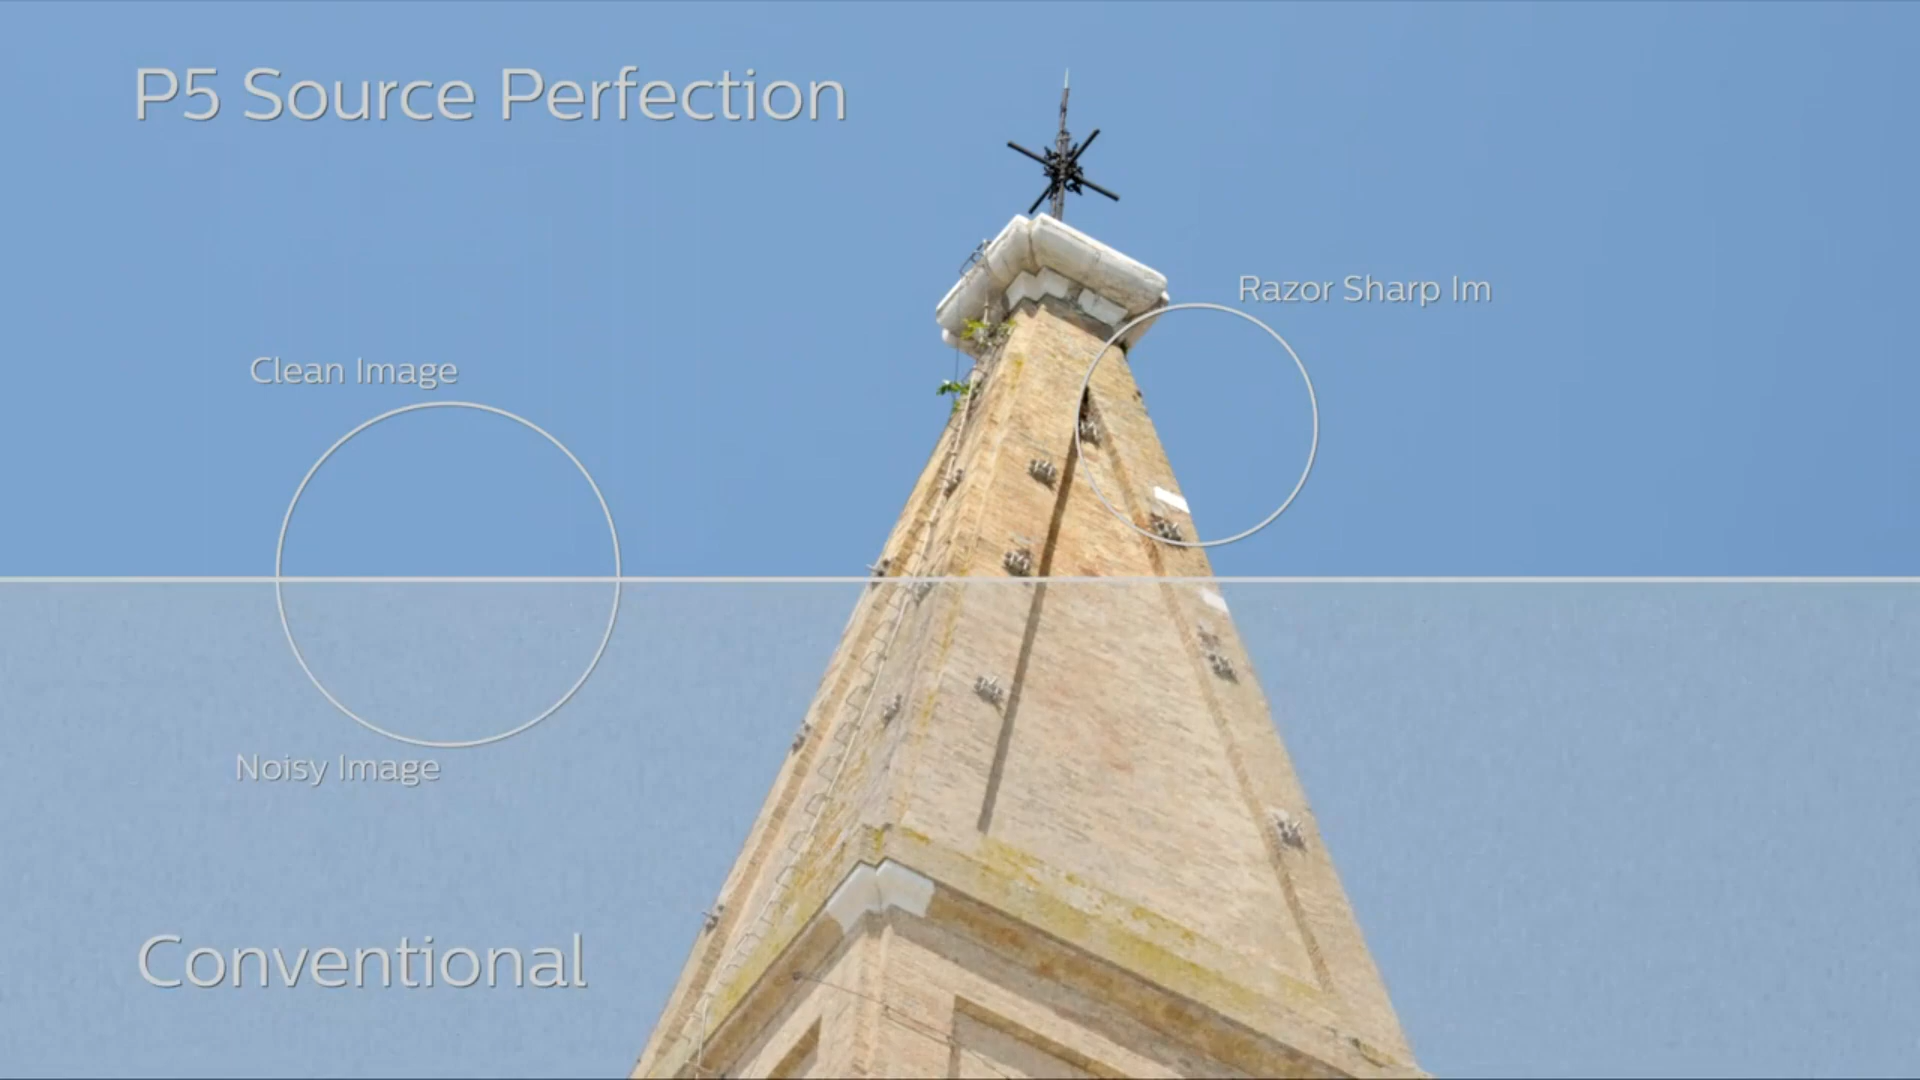 P5 Source Perfection
Razor Sharp Im
Clean Image
Noisy Image
Conventional